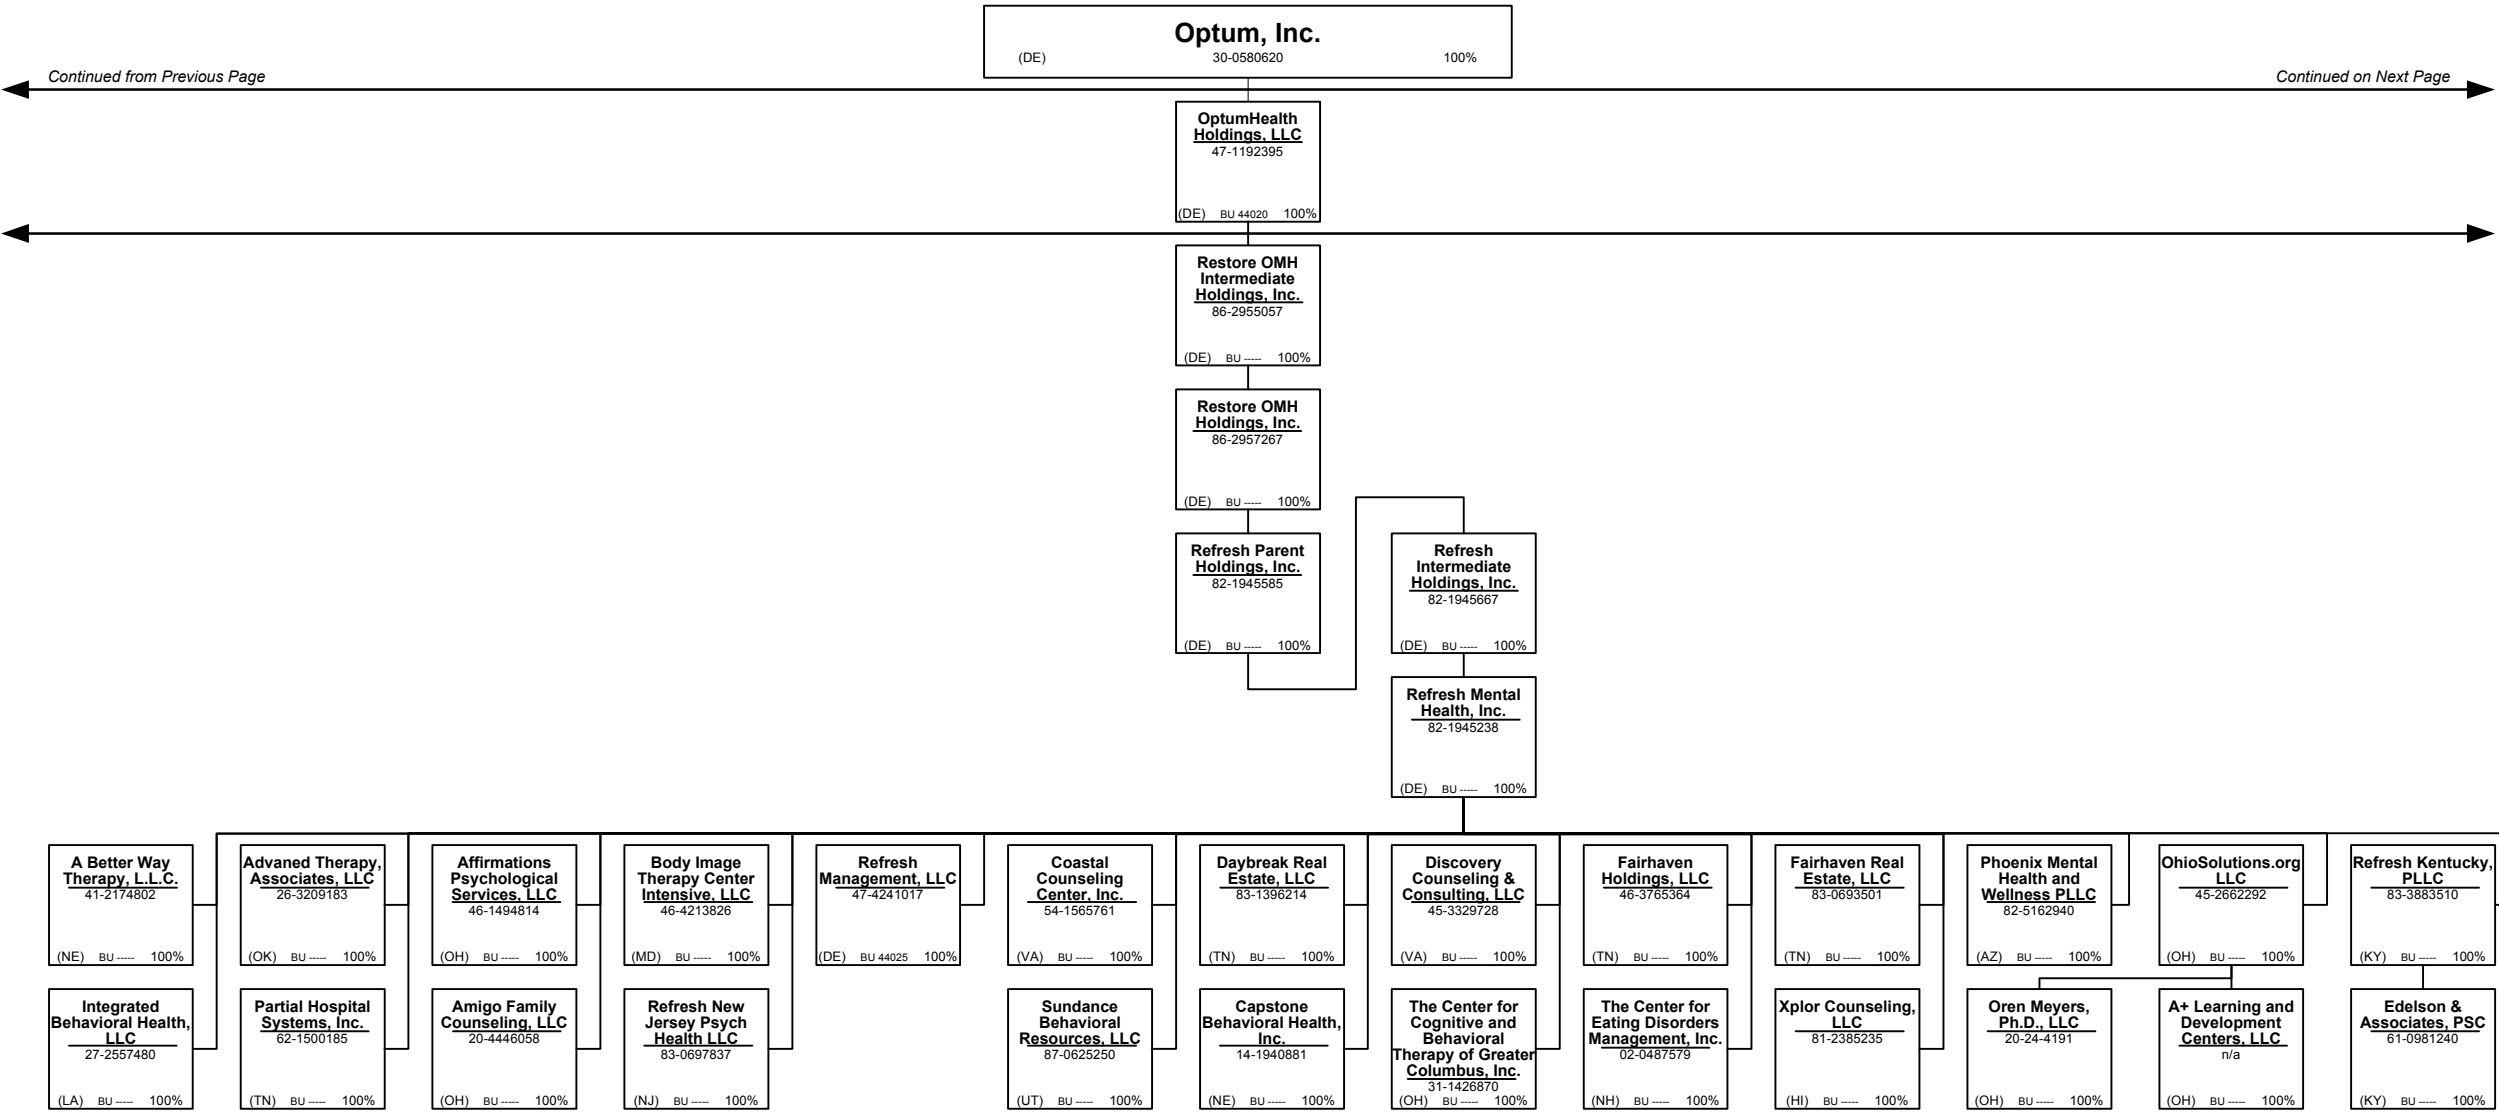 Optum, Inc.
(DE) 30-0580620 100%
Continued from Previous Page
Continued on Next Page
OptumHealth
Holdings, LLC
47-1192395
(DE) BU 44020 100%
Restore OMH
Intermediate
Holdings, Inc.
86-2955057
(DE) BU ----- 100%
Restore OMH
Holdings, Inc.
86-2957267
(DE) BU ----- 100%
Refresh Parent
Holdings, Inc.
82-1945585
(DE) BU ----- 100%
Refresh
Intermediate
Holdings, Inc.
82-1945667
(DE) BU ----- 100%
Refresh Mental
Health, Inc.
82-1945238
(DE) BU ----- 100%
A Better Way
Therapy, L.L.C.
41-2174802
(NE) BU ----- 100%
Advaned Therapy,
Associates, LLC
26-3209183
(OK) BU ----- 100%
Affirmations
Psychological
Services, LLC
46-1494814
(OH) BU ----- 100%
Body Image
Therapy Center
Intensive, LLC
46-4213826
(MD) BU ----- 100%
Refresh
Management, LLC
47-4241017
(DE) BU 44025 100%
Coastal
Counseling
Center, Inc.
54-1565761
(VA) BU ----- 100%
Daybreak Real
Estate, LLC
83-1396214
(TN) BU ----- 100%
Discovery
Counseling &
Consulting, LLC
45-3329728
(VA) BU ----- 100%
Fairhaven
Holdings, LLC
46-3765364
(TN) BU ----- 100%
Fairhaven Real
Estate, LLC
83-0693501
(TN) BU ----- 100%
Phoenix Mental
Health and
Wellness PLLC
82-5162940
(AZ) BU ----- 100%
OhioSolutions.org
LLC
45-2662292
(OH) BU ----- 100%
Refresh Kentucky,
PLLC
83-3883510
(KY) BU ----- 100%
Integrated
Behavioral Health,
LLC
27-2557480
(LA) BU ----- 100%
Partial Hospital
Systems, Inc.
62-1500185
(TN) BU ----- 100%
Amigo Family
Counseling, LLC
20-4446058
(OH) BU ----- 100%
Refresh New
Jersey Psych
Health LLC
83-0697837
(NJ) BU ----- 100%
Sundance
Behavioral
Resources, LLC
87-0625250
(UT) BU ----- 100%
Capstone
Behavioral Health,
Inc.
14-1940881
(NE) BU ----- 100%
The Center for
Cognitive and
Behavioral
Therapy of Greater
Columbus, Inc.
31-1426870
(OH) BU ----- 100%
The Center for
Eating Disorders
Management, Inc.
02-0487579
(NH) BU ----- 100%
Xplor Counseling,
LLC
81-2385235
(HI) BU ----- 100%
Oren Meyers,
Ph.D., LLC
20-24-4191
(OH) BU ----- 100%
A+ Learning and
Development
Centers, LLC
n/a
(OH) BU ----- 100%
Edelson &
Associates, PSC
61-0981240
(KY) BU ----- 100%